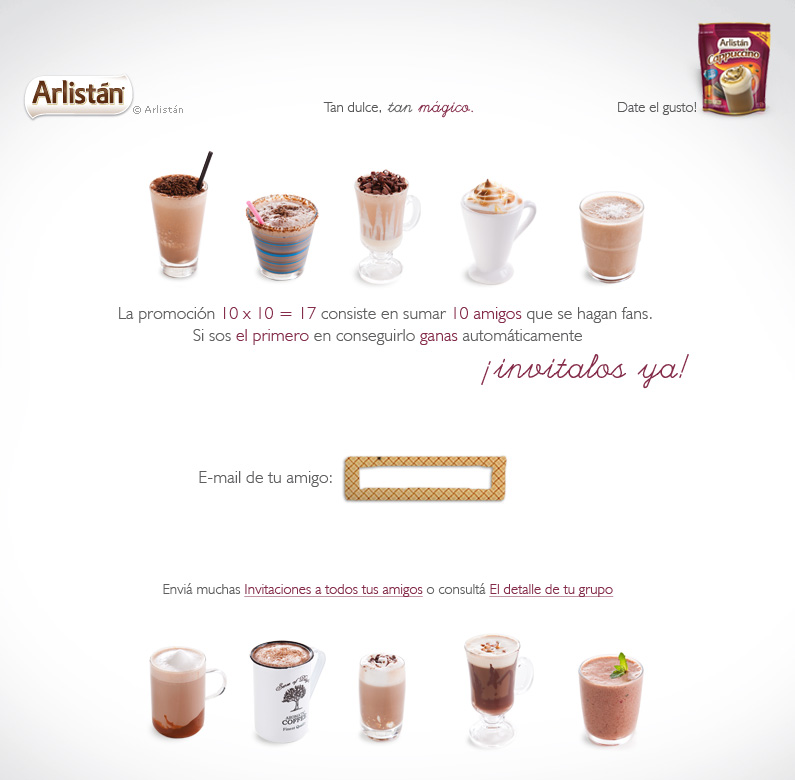 Arlistán
Cappuccino
Arlistán
© Arlistán
Tan dulce, tan mágico.
Date el gusto!
La promoción 10 x 10 = 17 consiste en sumar 10 amigos que se hagan fans.
Si sos el primero en conseguirlo ganas automáticamente
¡invitalos ya!
E-mail de tu amigo:
Enviá muchas Invitaciones a todos tus amigos o consultá El detalle de tu grupo
COFFEE